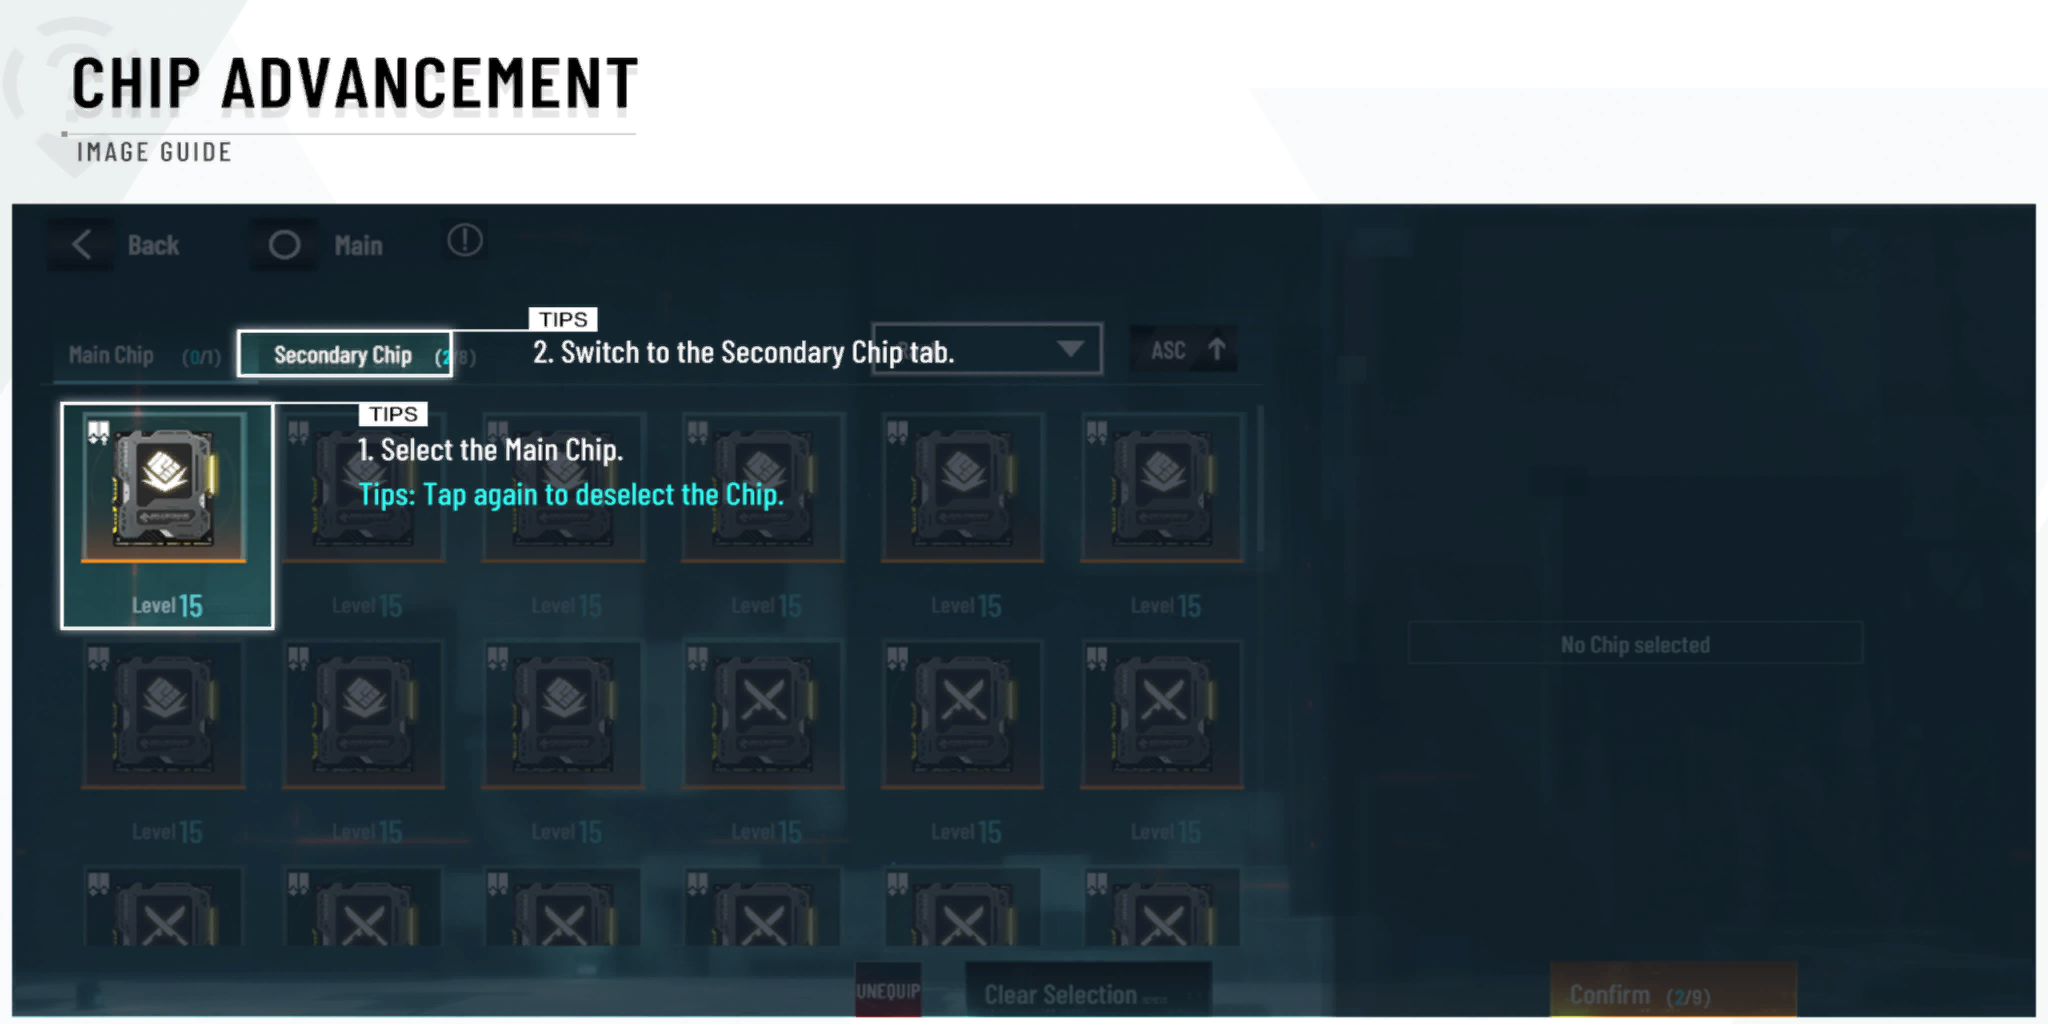 CHIP ADVANCEMENT
IMAGE GUIDE
Back
Main
TIPS
Main Chip (0/1)
Secondary Chip (2/8)
2. Switch to the Secondary Chip tab.
ASC
TIPS
1. Select the Main Chip.
Tips: Tap again to deselect the Chip.
Level 15
Level 15
Level 15
Level 15
Level 15
Level 15
No Chip selected
Level 15
Level 15
Level 15
Level 15
Level 15
Level 15
UNEQUIP
Clear Selection
Confirm (2/9)